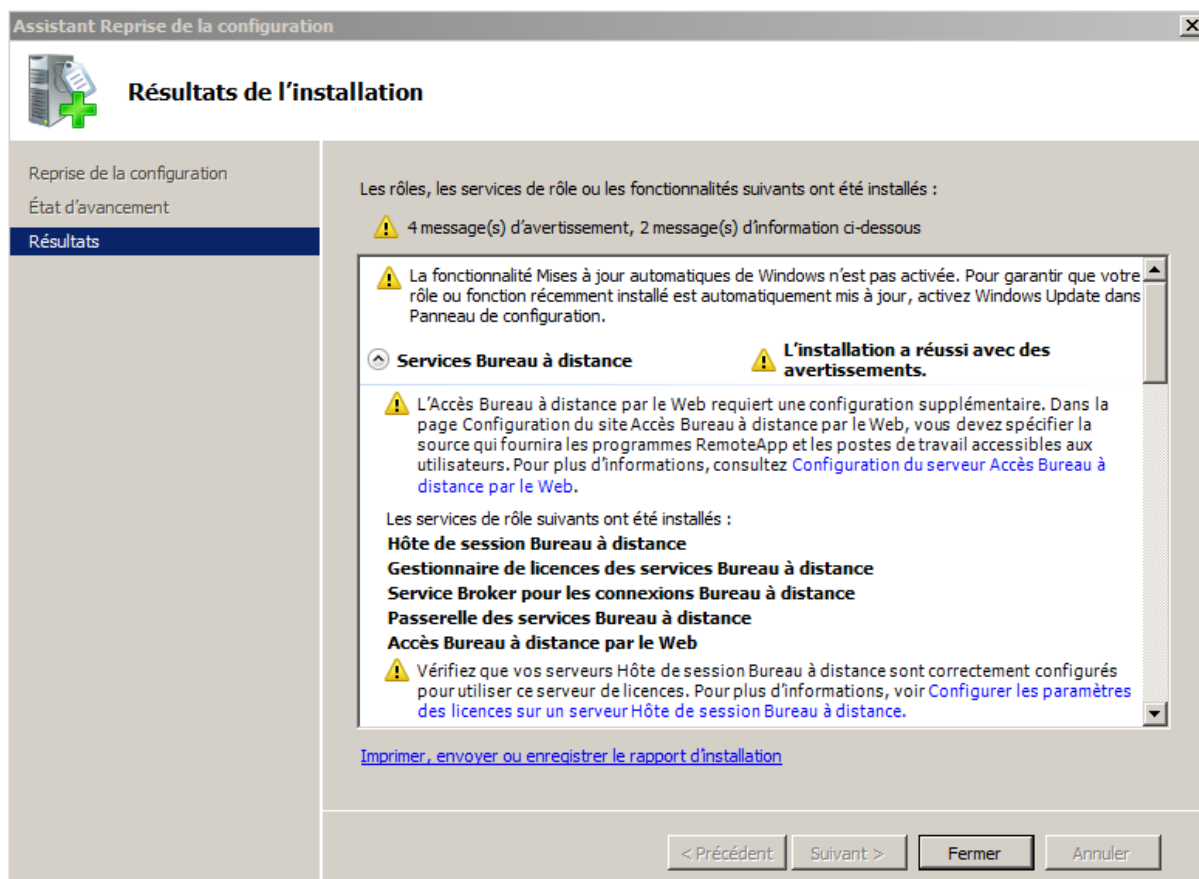 Assistant Reprise de la configuration
Résultats de l'installation
Reprise de la configuration
État d'avancement
Résultats
Les rôles, les services de rôle ou les fonctionnalités suivants ont été installés :
4 message(s) d'avertissement, 2 message(s) d'information ci-dessous
La fonctionnalité Mises à jour automatiques de Windows n'est pas activée. Pour garantir que votre
rôle ou fonction récemment installé est automatiquement mis à jour, activez Windows Update dans
Panneau de configuration.
Services Bureau à distance
L'installation a réussi avec des
avertissements.
L'Accès Bureau à distance par le Web requiert une configuration supplémentaire. Dans la
page Configuration du site Accès Bureau à distance par le Web, vous devez spécifier la
source qui fournira les programmes RemoteApp et les postes de travail accessibles aux
utilisateurs. Pour plus d'informations, consultez Configuration du serveur Accès Bureau à
distance par le Web.
Les services de rôle suivants ont été installés :
Hôte de session Bureau à distance
Gestionnaire de licences des services Bureau à distance
Service Broker pour les connexions Bureau à distance
Passerelle des services Bureau à distance
Accès Bureau à distance par le Web
Vérifiez que vos serveurs Hôte de session Bureau à distance sont correctement configurés
pour utiliser ce serveur de licences. Pour plus d'informations, voir Configurer les paramètres
des licences sur un serveur Hôte de session Bureau à distance.
Imprimer, envoyer ou enregistrer le rapport d'installation
< Précédent
Suivant >
Fermer
Annuler